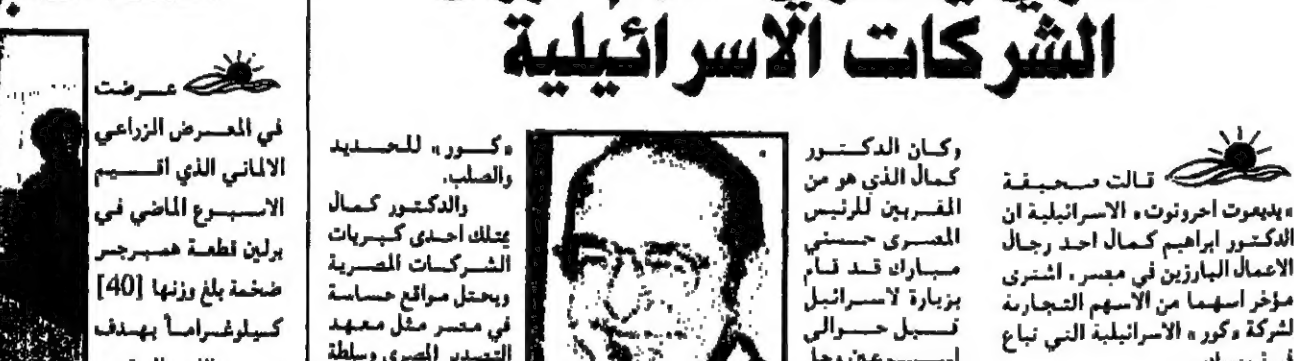 الشركات الاسرائيلية
قالت صحيفة
«يديعوت احرونوت» الاسرائيلية ان
الدكتور ابراهيم كمال احد رجال
الاعمال البارزين في مصر، اشترى
مؤخر اسهما من الاسهم التجارية
لشركة «كور» الاسرائيلية التي تباع
وكان الدكتور
كمال الذي هو من
المقربين للرئيس
المصرى حسني
مبارك قد قام
بزيارة لاسرائيل
قبل حوالي
«كور» للحديد
والصلب.
والدكتور كمال
يمتلك احدى كبريات
الشركات المصرية
ويحتل مواقع حساسة
في مصر مثل معهد
التصدير المصرى وسلطة
عرضت
في المعرض الزراعي
الالماني الذي اقيم
الاسبوع الماضي في
برلين قطعة همبرجر
ضخمة بلغ وزنها [40]
كيلوغراماً بهدف